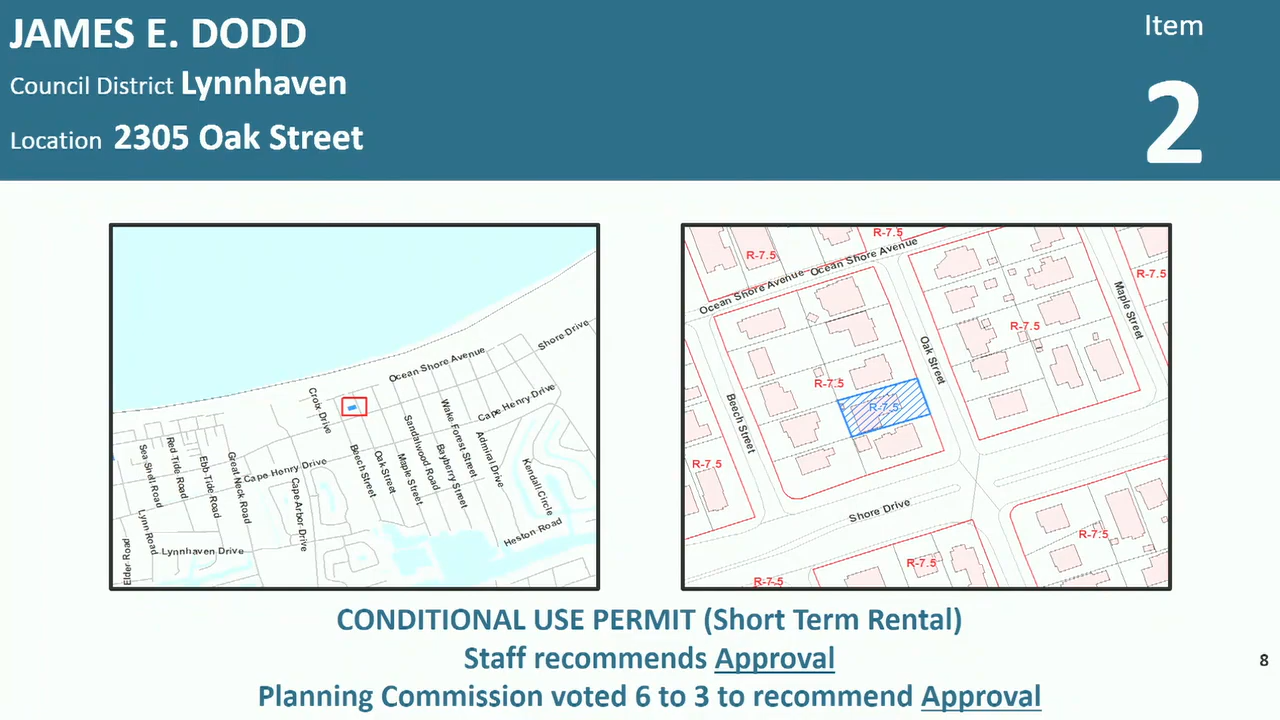 JAMES E. DODD
Council District Lynnhaven
Location 2305 Oak Street
Item
2
Croix Drive
Ocean Shore Avenue
Shore Drive
Cape Henry Drive
Sea Shell Road
Red Tide Road
Ebb Tide Road
Great Neck Road
Cape Henry Drive
Cape Arbor Drive
Beech Street
Oak Street
Maple Street
Sandalwood Road
Wake Forest Street
Bayberry Street
Admiral Drive
Kendall Circle
Heston Road
Lynn Road
Lynnhaven Drive
Elder Road
R-7.5
R-7.5
Ocean Shore Avenue
Ocean Shore Avenue
R-7.5
Maple Street
R-7.5
Oak Street
R-7.5
R-7.5
Beech Street
R-7.5
Shore Drive
R-7.5
R-7.5
R-7.5
CONDITIONAL USE PERMIT (Short Term Rental)
Staff recommends Approval
Planning Commission voted 6 to 3 to recommend Approval
8